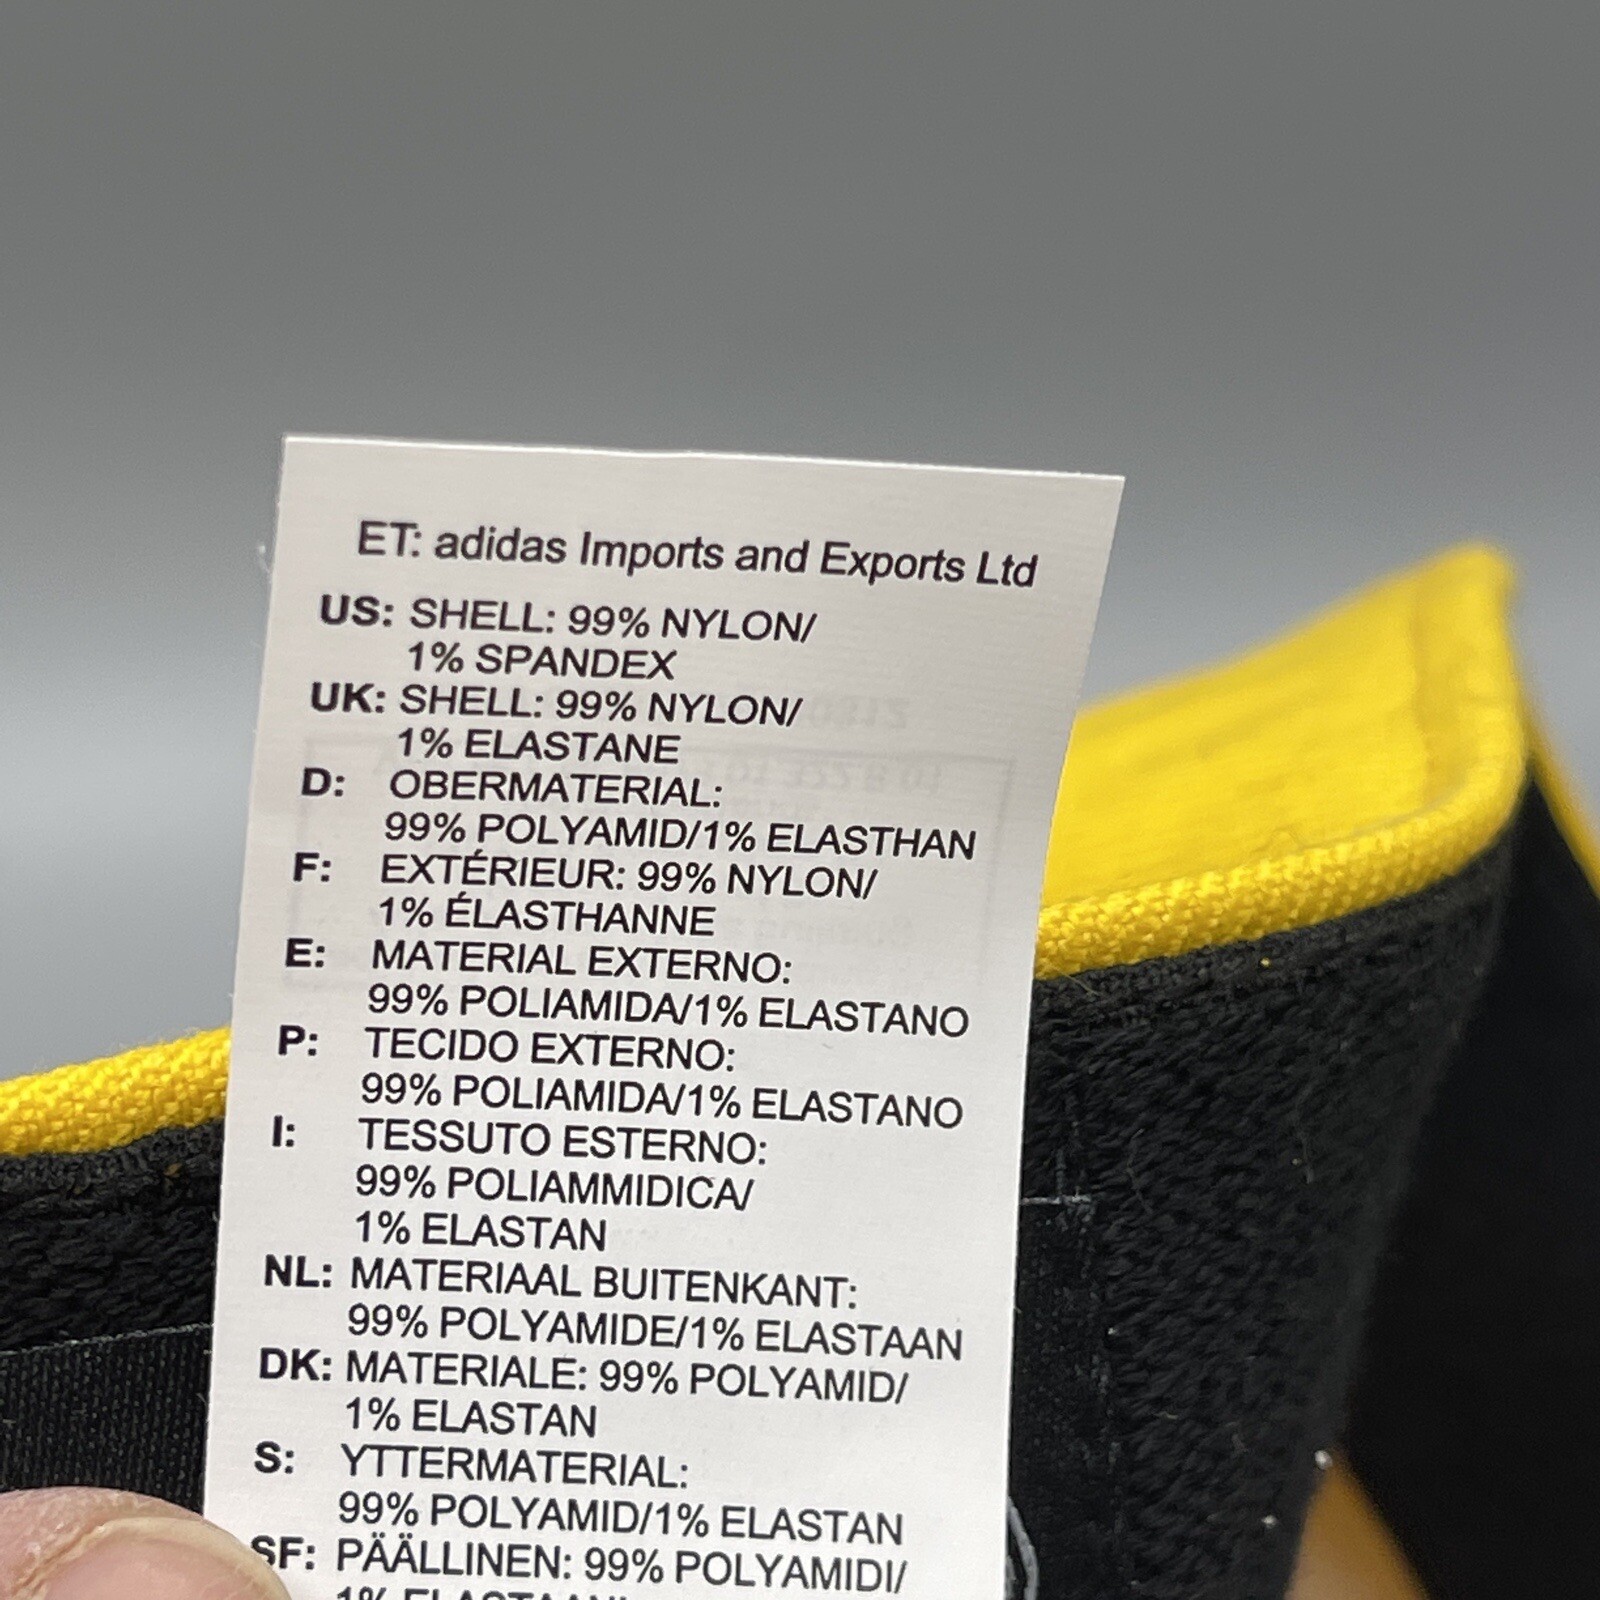 ET: adidas Imports and Exports Ltd
US: SHELL: 99% NYLON/
1% SPANDEX
UK: SHELL: 99% NYLON/
1% ELASTANE
D: OBERMATERIAL:
99% POLYAMID/1% ELASTHAN
F: EXTÉRIEUR: 99% NYLON/
1% ÉLASTHANNE
E: MATERIAL EXTERNO:
99% POLIAMIDA/1% ELASTANO
P: TECIDO EXTERNO:
99% POLIAMIDA/1% ELASTANO
I: TESSUTO ESTERNO:
99% POLIAMMIDICA/
1% ELASTAN
NL: MATERIAAL BUITENKANT:
99% POLYAMIDE/1% ELASTAAN
DK: MATERIALE: 99% POLYAMID/
1% ELASTAN
S: YTTERMATERIAL:
99% POLYAMID/1% ELASTAN
SF: PÄÄLLINEN: 99% POLYAMIDI/
1%